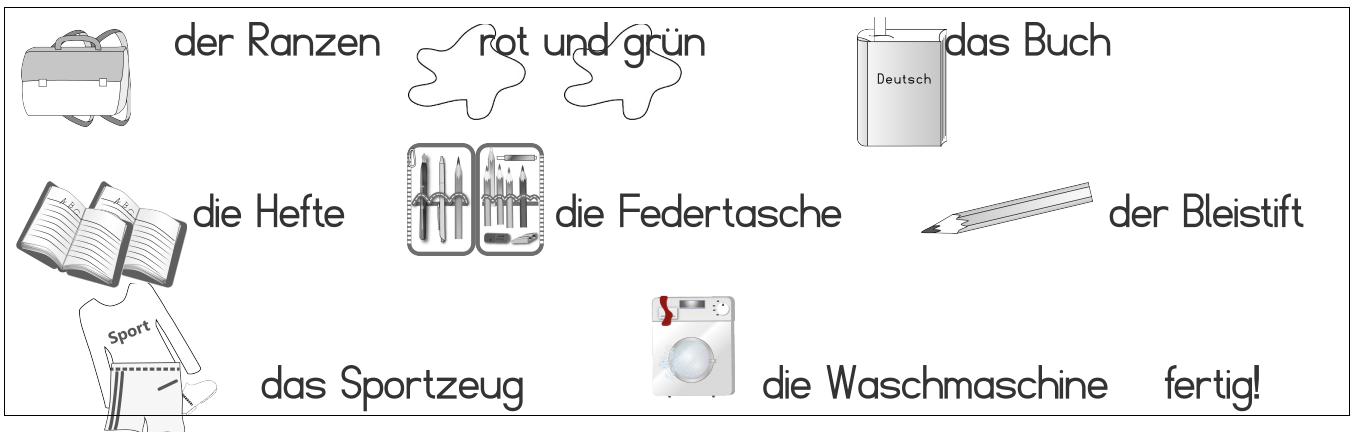 der Ranzen rot und grün das Buch
Deutsch
die Hefte die Federtasche der Bleistift
Sport
das Sportzeug die Waschmaschine fertig!